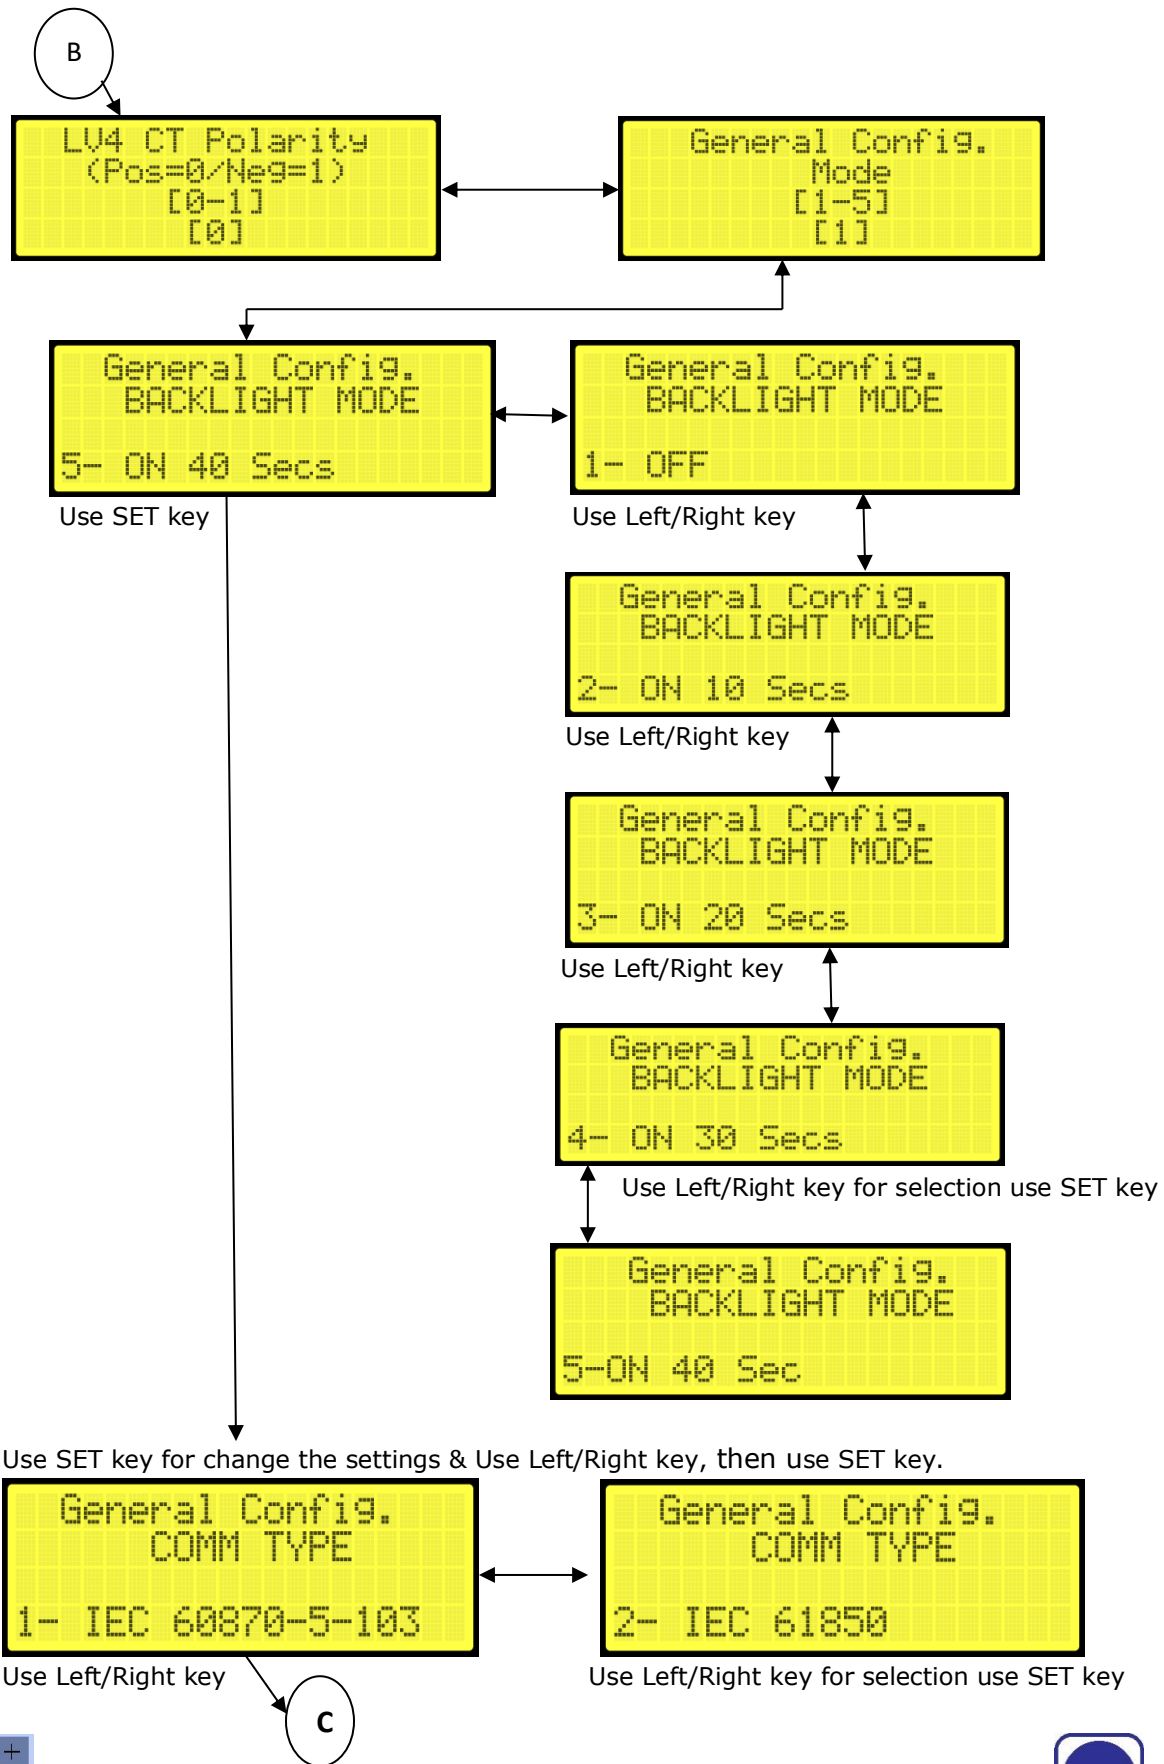 B
LV4 CT Polarity
(Pos=0/Neg=1)
[0-1]
[0]
General Config.
Mode
[1-5]
[1]
General Config.
BACKLIGHT MODE
5- ON 40 Secs
Use SET key
General Config.
BACKLIGHT MODE
1- OFF
Use Left/Right key
General Config.
BACKLIGHT MODE
2- ON 10 Secs
Use Left/Right key
General Config.
BACKLIGHT MODE
3- ON 20 Secs
Use Left/Right key
General Config.
BACKLIGHT MODE
4- ON 30 Secs
Use Left/Right key for selection use SET key
General Config.
BACKLIGHT MODE
5-ON 40 Sec
Use SET key for change the settings & Use Left/Right key, then use SET key.
General Config.
COMM TYPE
1- IEC 60870-5-103
Use Left/Right key
General Config.
COMM TYPE
2- IEC 61850
Use Left/Right key for selection use SET key
C
+